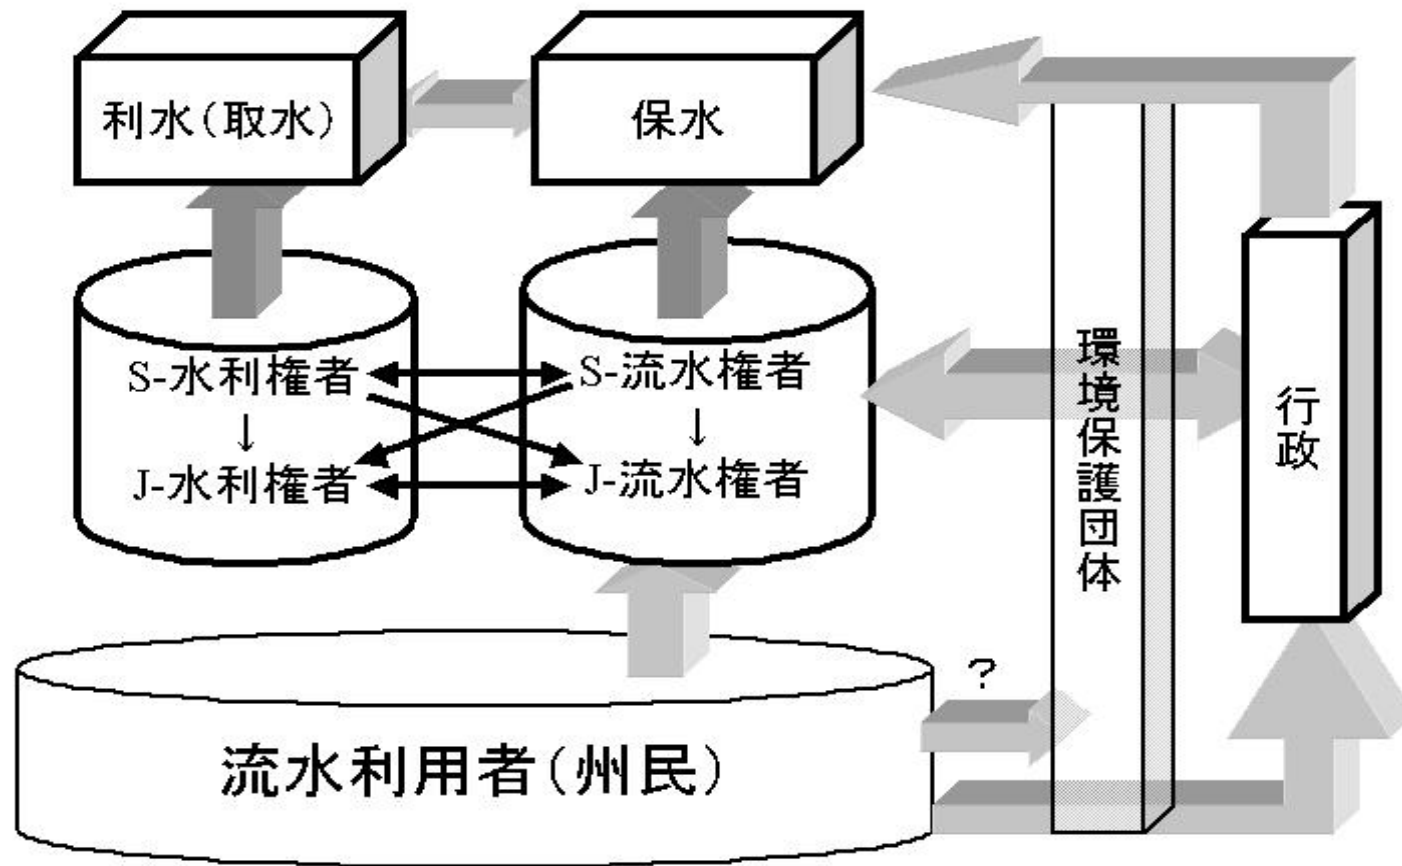 利水（取水）
保水
S-水利権者
↓
J-水利権者
S-流水権者
↓
J-流水権者
環境保護団体
行政
？
流水利用者（州民）